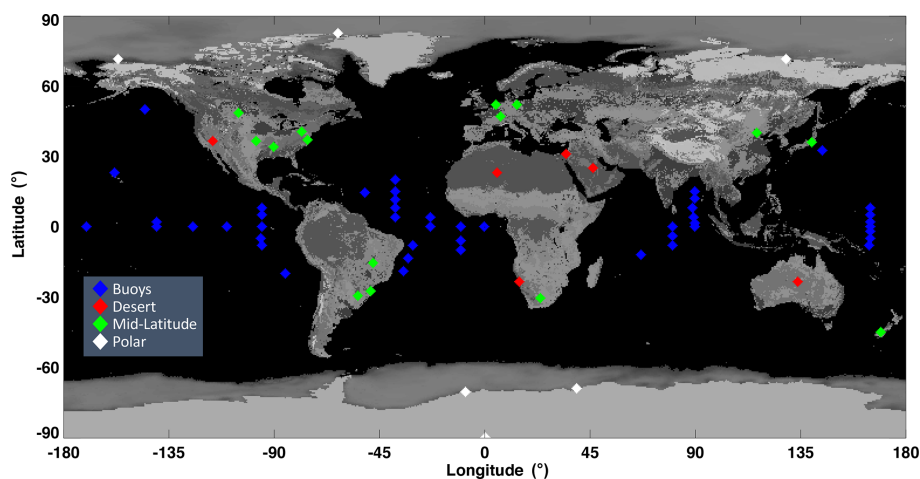 90
60
30
0
-30
-60
-90
Latitude (°)
Buoys
Desert
Mid-Latitude
Polar
-180 -135 -90 -45 0 45 90 135 180
Longitude (°)